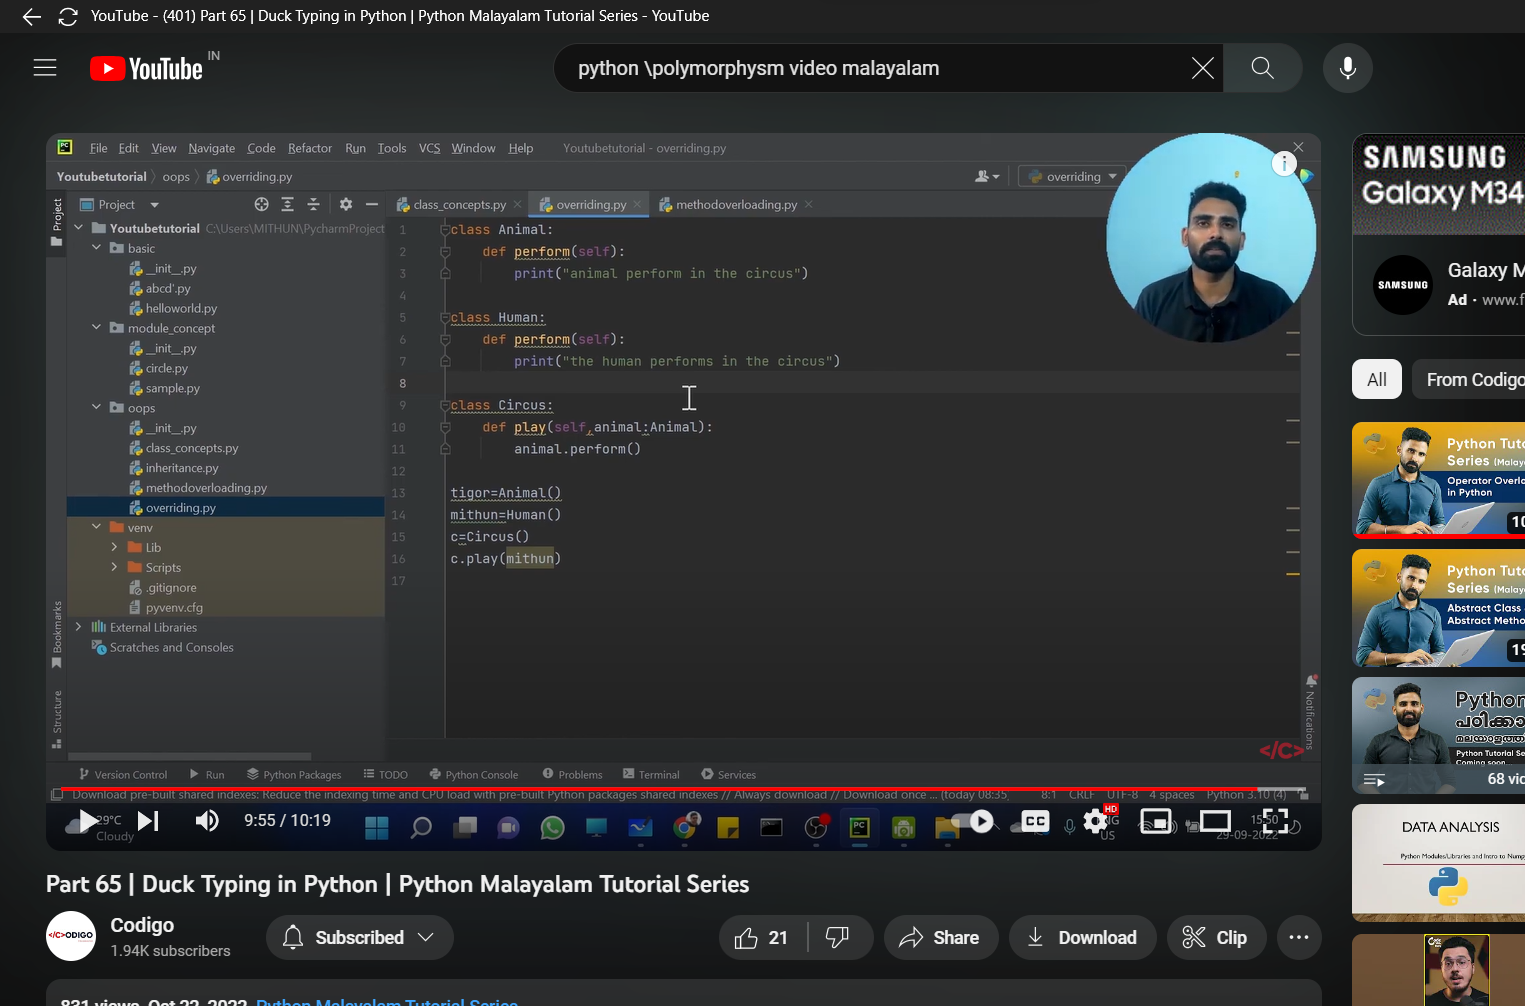 YouTube - (401) Part 65 | Duck Typing in Python | Python Malayalam Tutorial Series - YouTube
YouTube IN
python \polymorphysm video malayalam
File Edit View Navigate Code Refactor Run Tools VCS Window Help Youtubetutorial - overriding.py
Youtubetutorial oops overriding.py
overriding
Project
Project
class_concepts.py overriding.py methodoverloading.py
Youtubetutorial C:\Users\MITHUN\PycharmProject
basic
__init__.py
abcd'.py
helloworld.py
module_concept
__init__.py
circle.py
sample.py
oops
__init__.py
class_concepts.py
inheritance.py
methodoverloading.py
overriding.py
venv
Lib
Scripts
.gitignore
pyvenv.cfg
External Libraries
Scratches and Consoles
Bookmarks
Structure
1 class Animal:
2 def perform(self):
3 print("animal perform in the circus")
4
5 class Human:
6 def perform(self):
7 print("the human performs in the circus")
8
9 class Circus:
10 def play(self,animal:Animal):
11 animal.perform()
12
13 tigor=Animal()
14 mithun=Human()
15 c=Circus()
16 c.play(mithun)
17
Notifications
</C>
Version Control Run Python Packages TODO Python Console Problems Terminal Services
Download pre-built shared indexes: Reduce the indexing time and CPU load with pre-built Python packages shared indexes // Always download // Download once ... (today 08:35,
8:1 CRLF UTF-8 4 spaces Python 3.10 (4)
29°C
Cloudy
9:55 / 10:19
CC
HD
US
15:50
29-09-2022
Part 65 | Duck Typing in Python | Python Malayalam Tutorial Series
</C>ODIGO
Codigo
1.94K subscribers
Subscribed
21
Share
Download
Clip
831 views Oct 22, 2022 Python Malayalam Tutorial Series
SAMSUNG
Galaxy M34
SAMSUNG
Galaxy M
Ad · www.f
All
From Codigo
Python Tuto
Series (Malay
Operator Overlo
in Python
10
Python Tuto
Series (Malay
Abstract Class
Abstract Metho
19
Python
പഠിക്കാ
മലയാളത്തി
Python Tutorial Se
Coming soon
68 vid
DATA ANALYSIS
Python Modules/Libraries and Intro to Nump